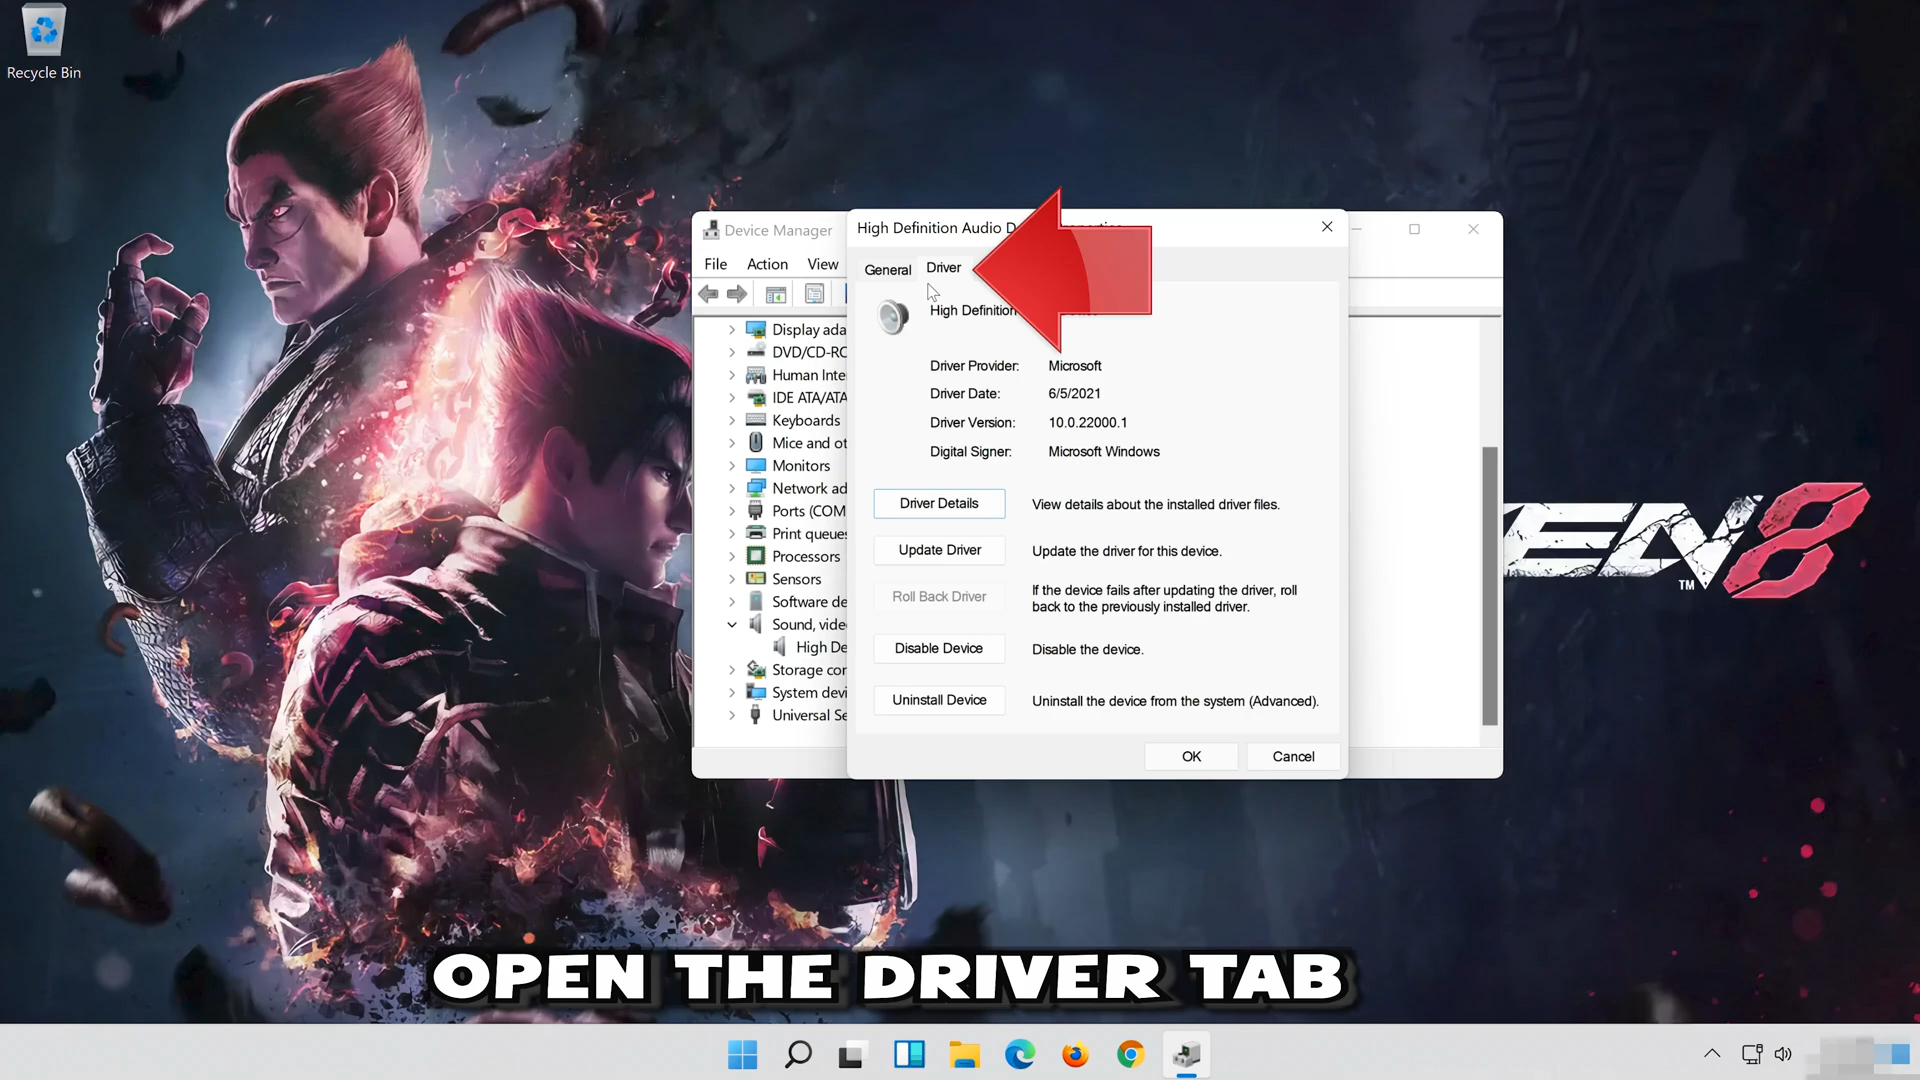 Recycle Bin
Device Manager
File Action View
Display ada
DVD/CD-RO
Human Inte
IDE ATA/ATA
Keyboards
Mice and ot
Monitors
Network ad
Ports (COM
Print queues
Processors
Sensors
Software de
Sound, vide
High De
Storage con
System devi
Universal Se
High Definition Audio D
General
Driver
High Definition
Driver Provider: Microsoft
Driver Date: 6/5/2021
Driver Version: 10.0.22000.1
Digital Signer: Microsoft Windows
Driver Details View details about the installed driver files.
Update Driver Update the driver for this device.
Roll Back Driver If the device fails after updating the driver, roll
back to the previously installed driver.
Disable Device Disable the device.
Uninstall Device Uninstall the device from the system (Advanced).
OK Cancel
KEN 8
TM
OPEN THE DRIVER TAB